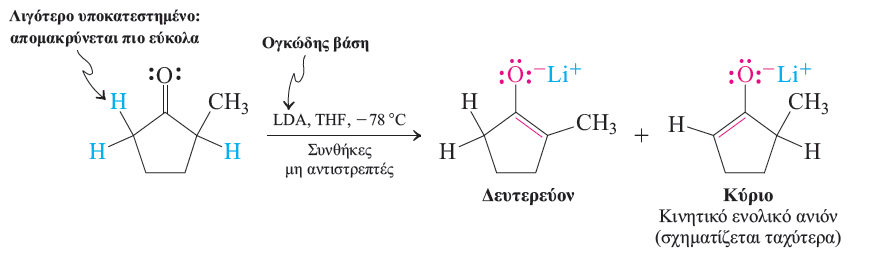 Λιγότερο υποκατεστημένο:
απομακρύνεται πιο εύκολα
Ογκώδης βάση
:O:
H
CH3
H
H
LDA, THF, −78 °C
Συνθήκες
μη αντιστρεπτές
:Ö:−Li+
H
CH3
H
Δευτερεύον
+
:Ö:−Li+
H
CH3
H
Κύριο
Κινητικό ενολικό ανιόν
(σχηματίζεται ταχύτερα)